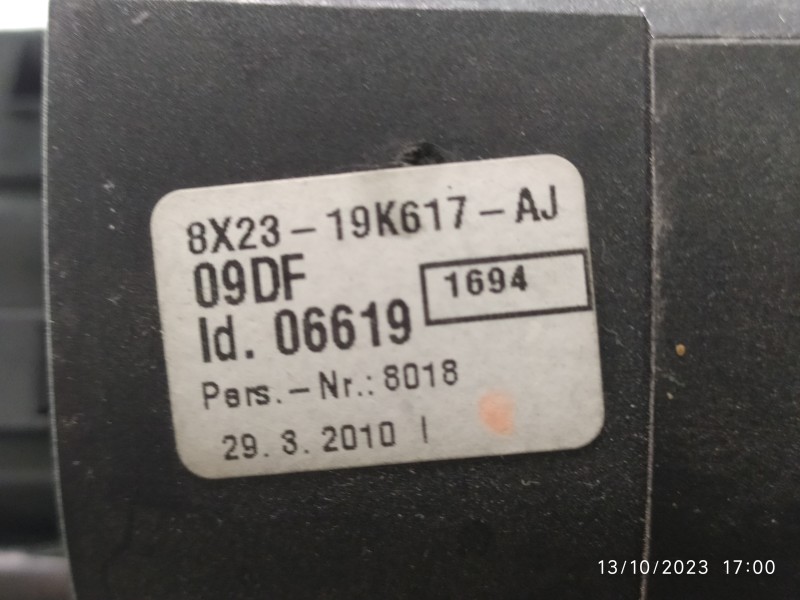 8X23-19K617-AJ
09DF
1694
Id. 06619
Pers.-Nr.: 8018
29. 3. 2010 I
13/10/2023 17:00